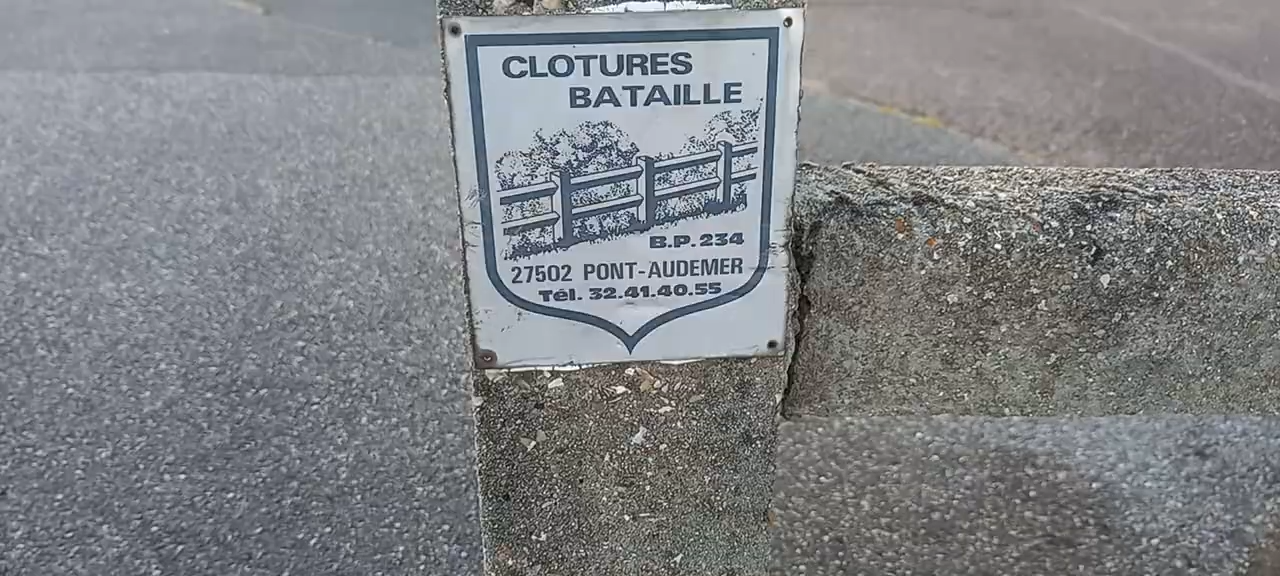 CLOTURES
BATAILLE
B.P. 234
27502 PONT-AUDEMER
Tél. 32.41.40.55